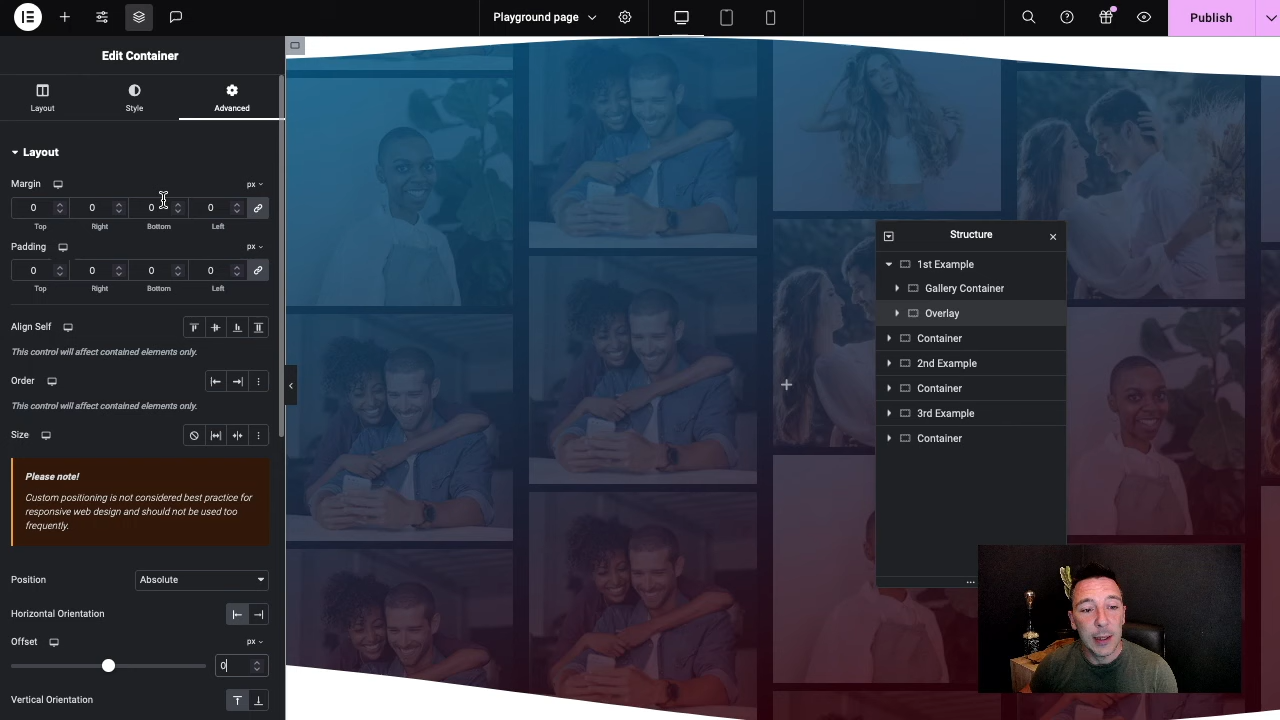 Playground page
Publish
Edit Container
Layout
Style
Advanced
Layout
Margin
px
0
0
0
0
Top
Right
Bottom
Left
Padding
px
0
0
0
0
Top
Right
Bottom
Left
Align Self
This control will affect contained elements only.
Order
This control will affect contained elements only.
Size
Please note!
Custom positioning is not considered best practice for
responsive web design and should not be used too
frequently.
Position
Absolute
Horizontal Orientation
Offset
px
0
Vertical Orientation
Structure
1st Example
Gallery Container
Overlay
Container
2nd Example
Container
3rd Example
Container